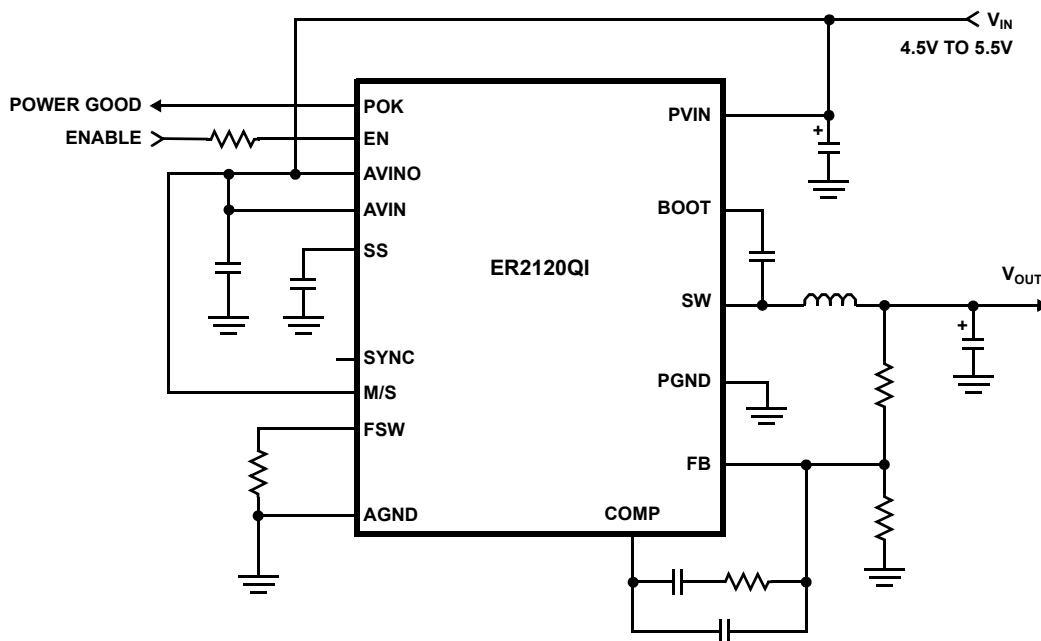 V_IN
4.5V TO 5.5V
POWER GOOD
ENABLE
POK
EN
AVINO
AVIN
SS
SYNC
M/S
FSW
AGND
ER2120QI
COMP
PVIN
BOOT
SW
PGND
FB
+
V_OUT
+